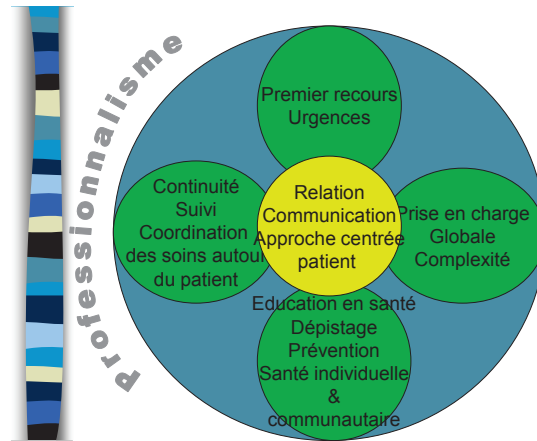 Professionnalisme
Premier recours
Urgences
Continuité
Suivi
Coordination
des soins autour
du patient
Relation
Communication
Approche centrée
patient
Prise en charge
Globale
Complexité
Education en santé
Dépistage
Prévention
Santé individuelle
&
communautaire